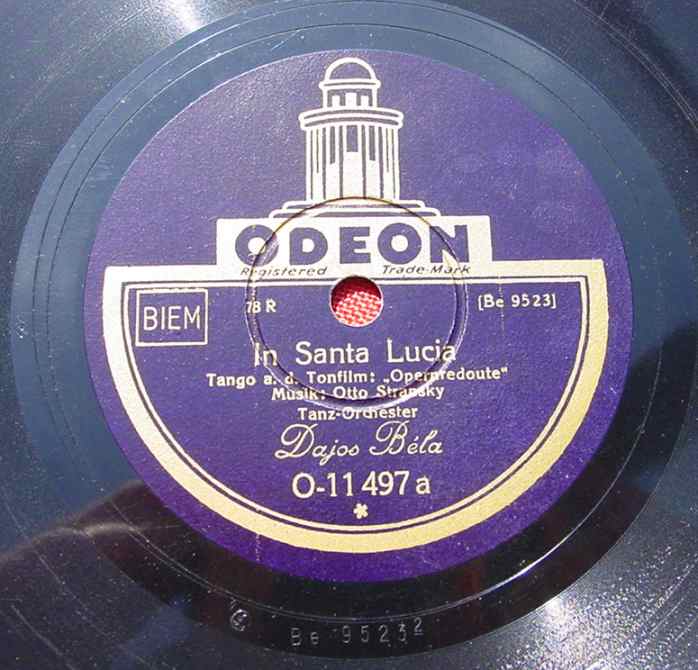 ODEON
Registered Trade-Mark
BIEM
78 R
[Be 9523]
In Santa Lucia
Tango a. d. Tonfilm: „Opernredoute“
Musik: Otto Stransky
Tanz-Orchester
Dajos Béla
O-11 497 a
Be 9523²